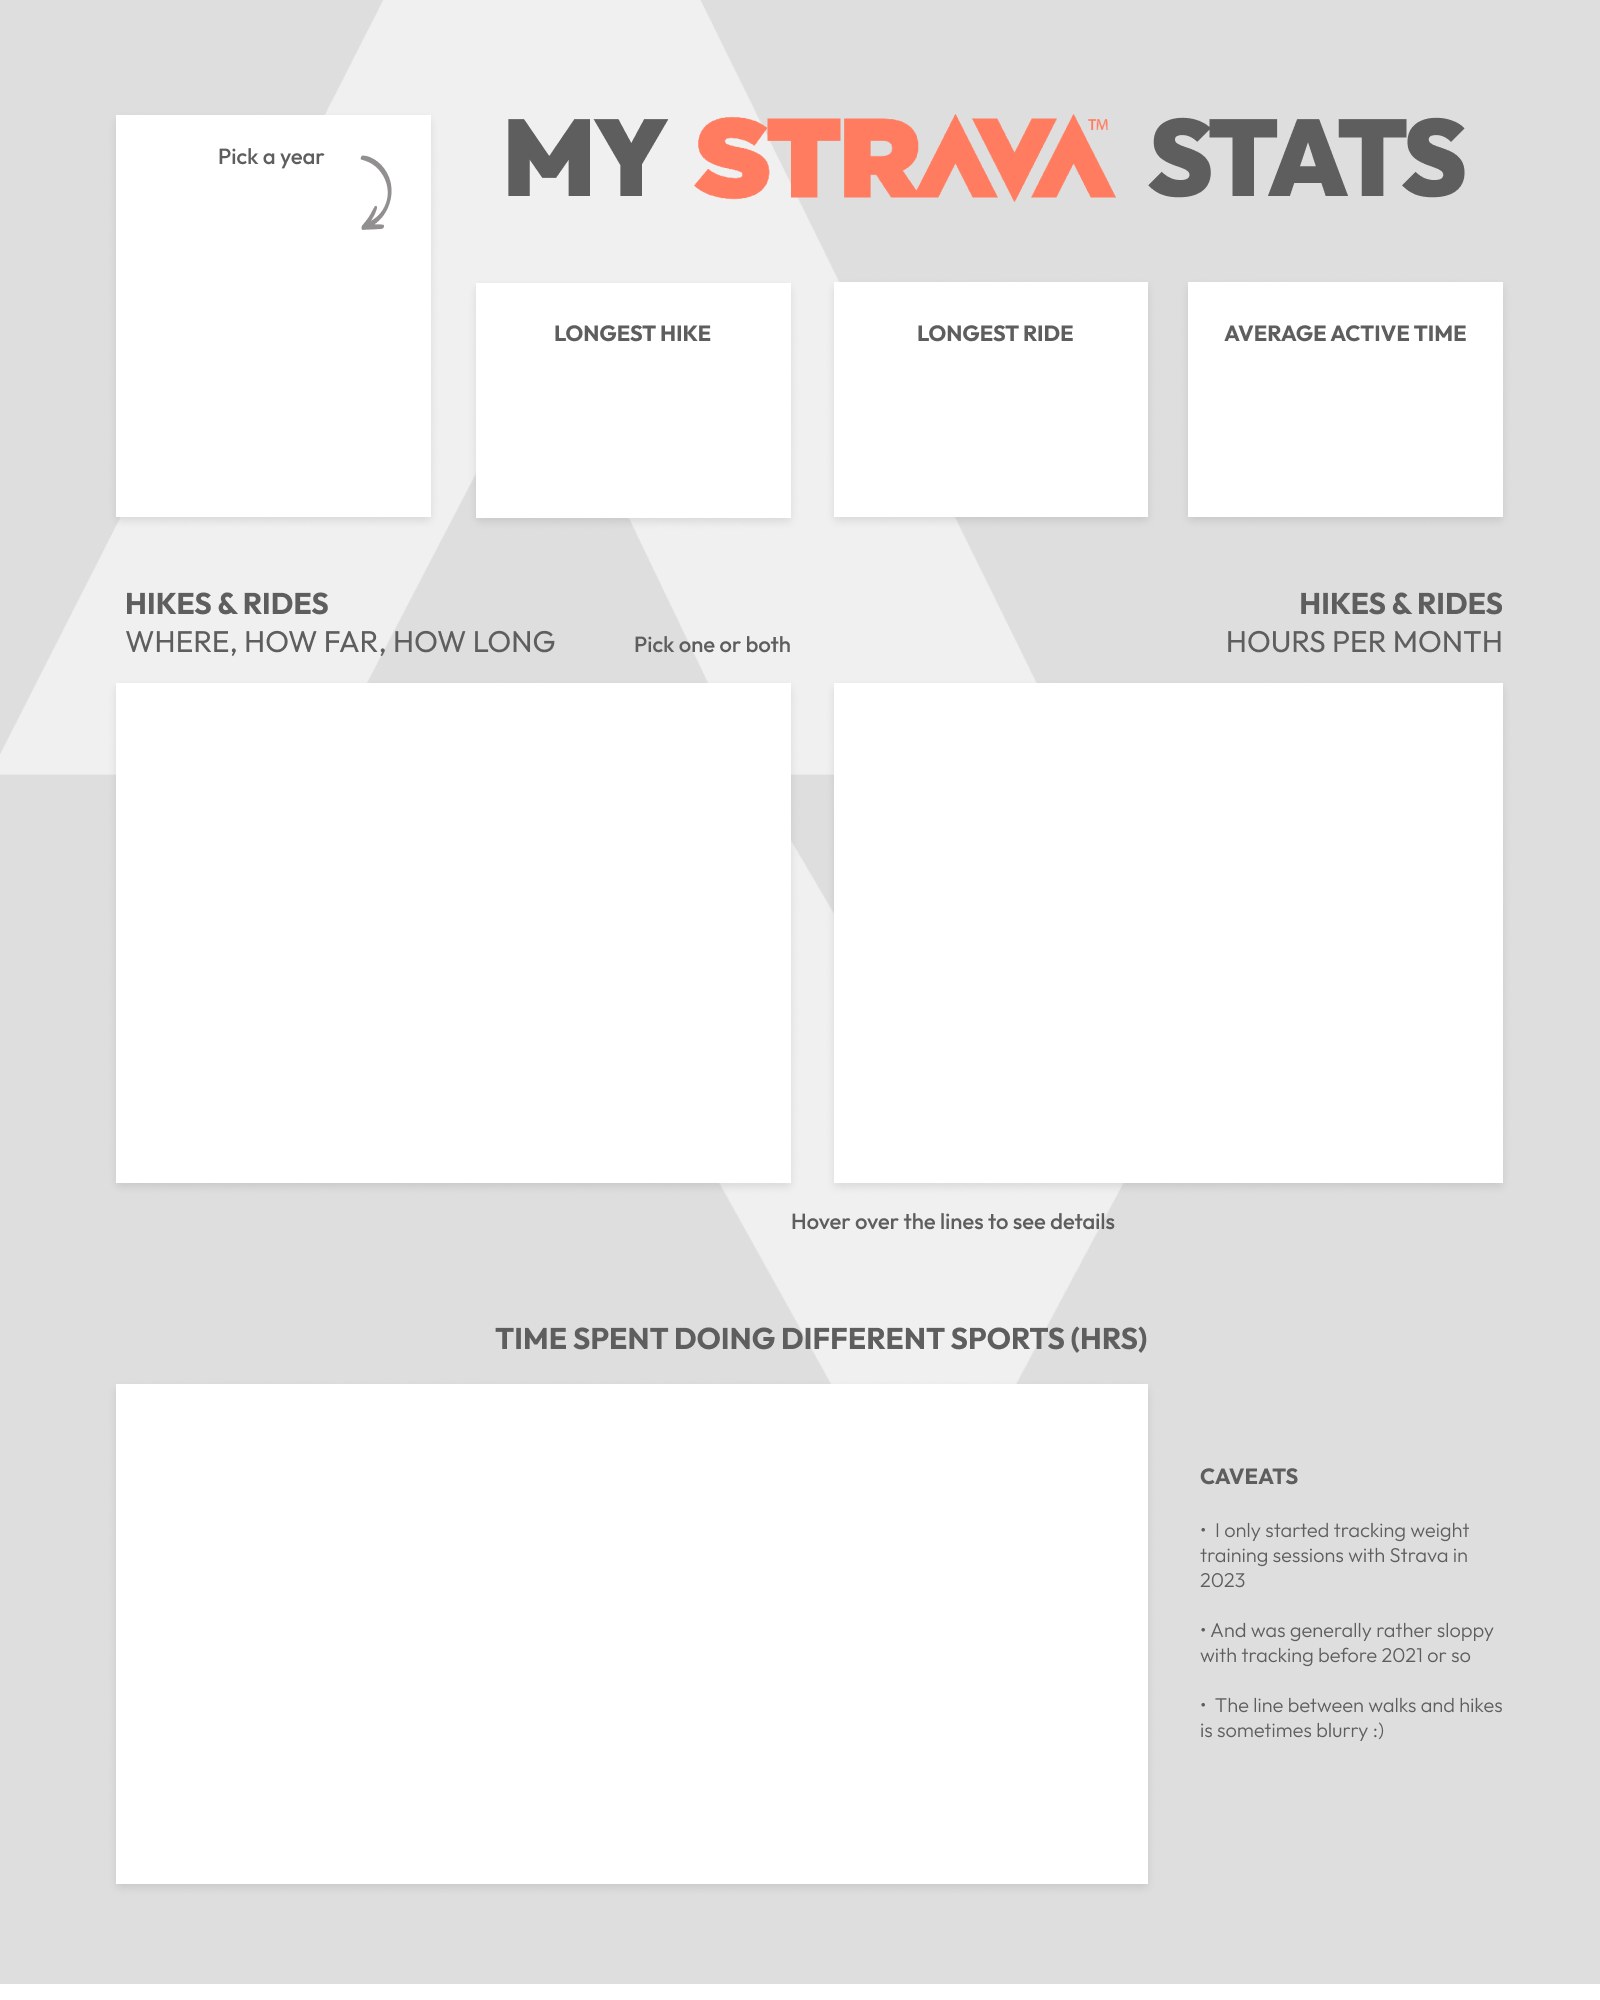 MY STRAVA™ STATS
Pick a year
LONGEST HIKE
LONGEST RIDE
AVERAGE ACTIVE TIME
HIKES & RIDES
WHERE, HOW FAR, HOW LONG
Pick one or both
HIKES & RIDES
HOURS PER MONTH
Hover over the lines to see details
TIME SPENT DOING DIFFERENT SPORTS (HRS)
CAVEATS
• I only started tracking weight
training sessions with Strava in
2023
• And was generally rather sloppy
with tracking before 2021 or so
• The line between walks and hikes
is sometimes blurry :)